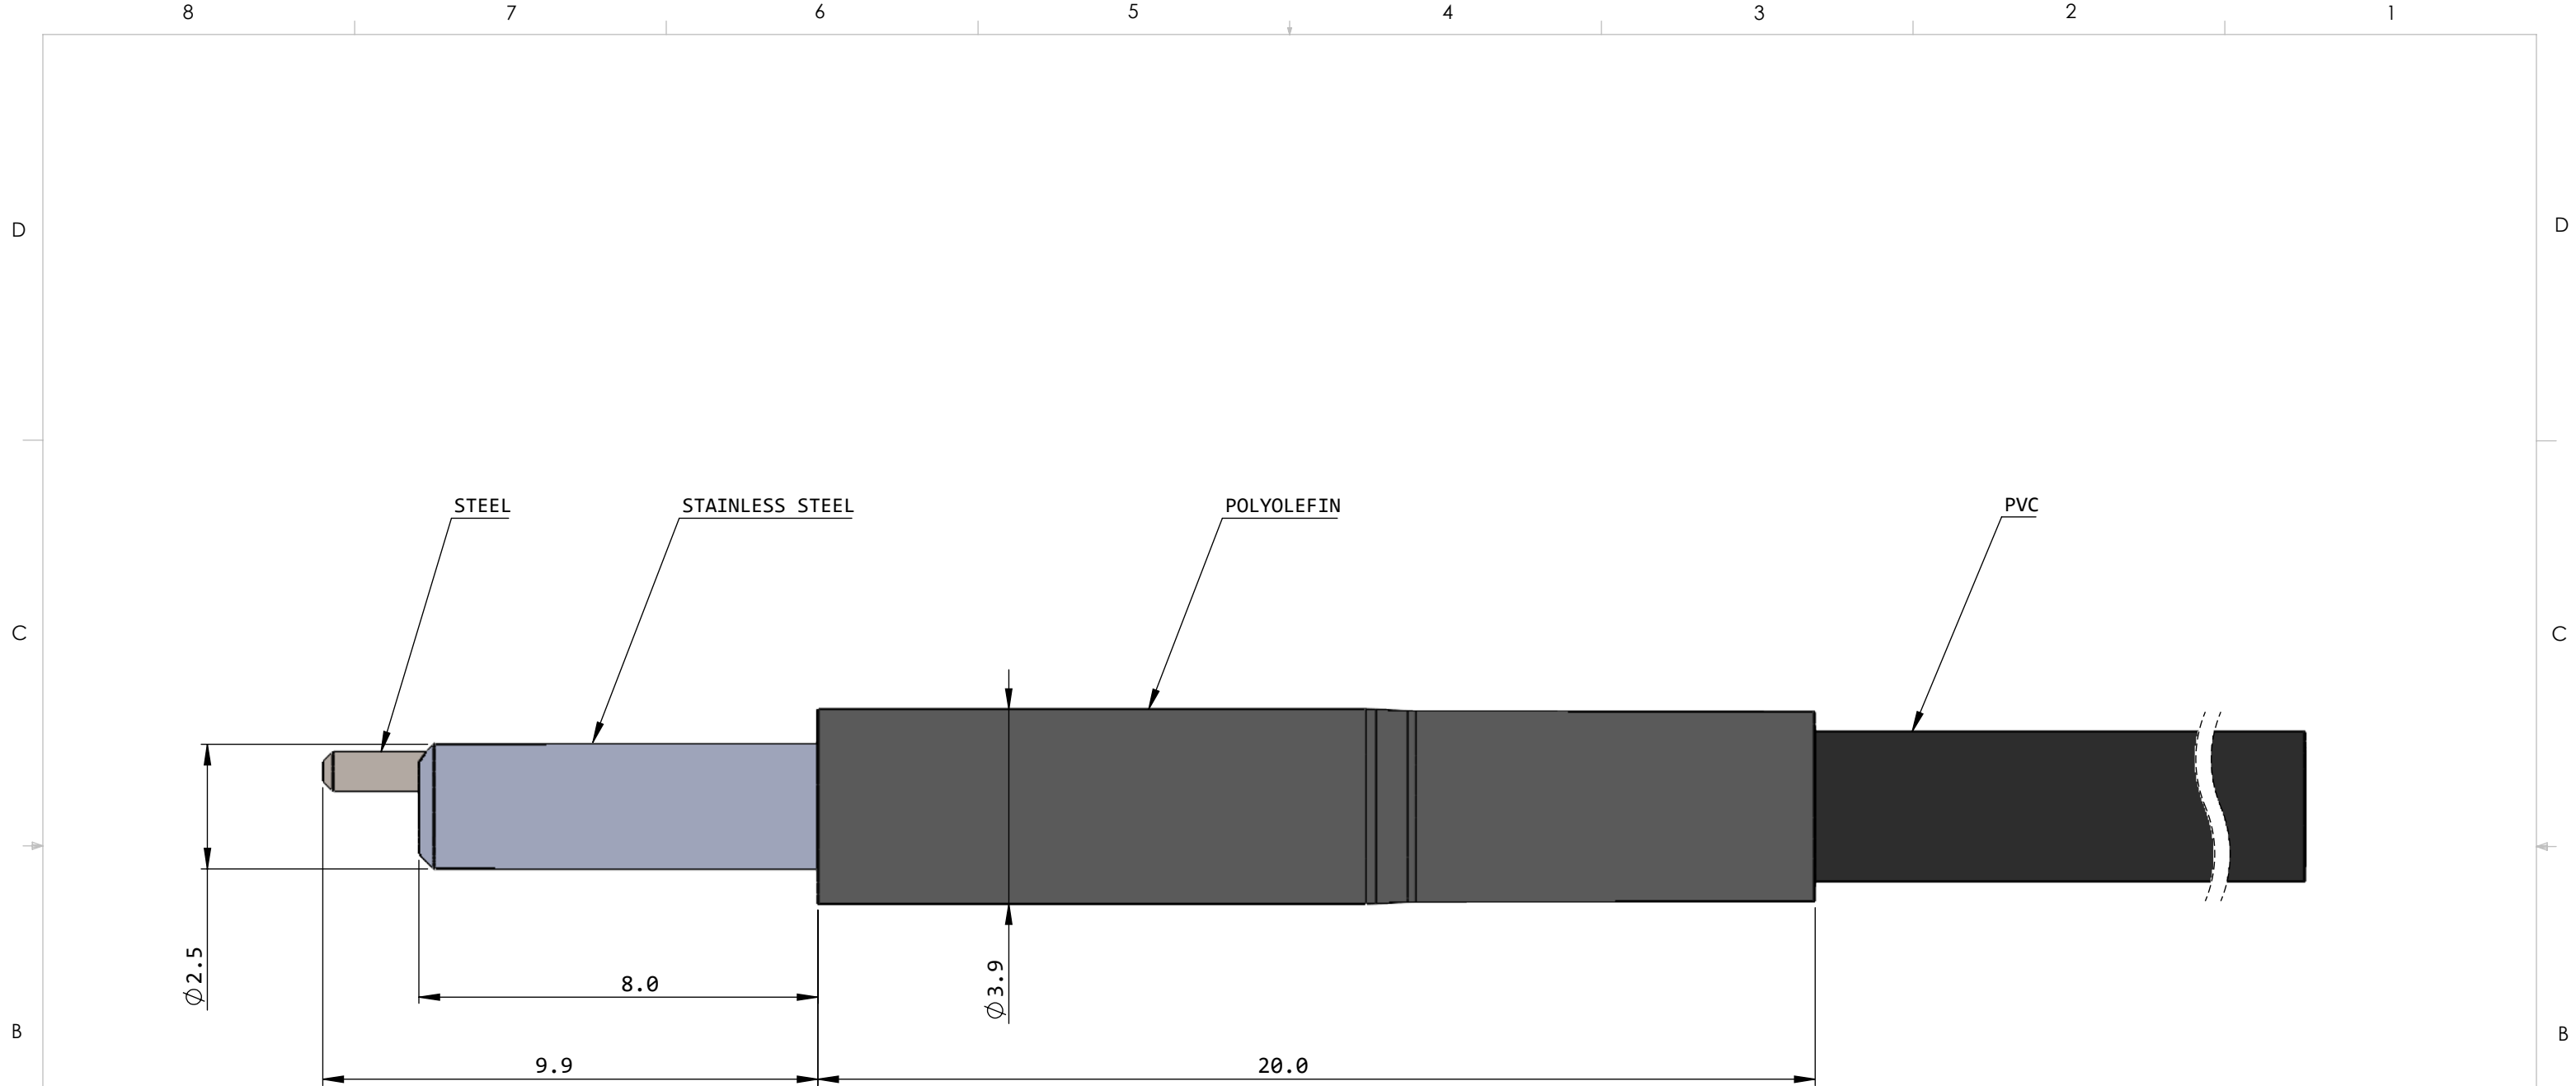 8 7 6 5 4 3 2 1
D D
STEEL STAINLESS STEEL POLYOLEFIN PVC
C C
∅2.5
8.0
∅3.9
B B
9.9 20.0